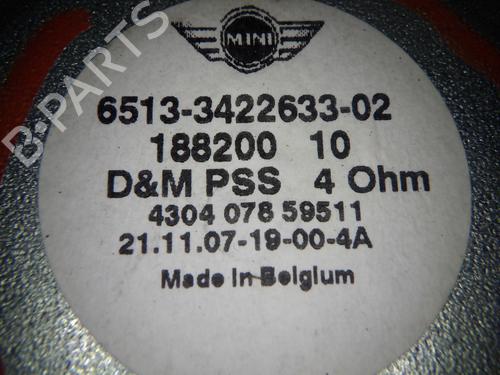 MINI
6513-3422633-02
188200 10
D&M PSS 4 Ohm
4304 078 59511
21.11.07-19-00-4A
Made In Belgium
B-PARTS